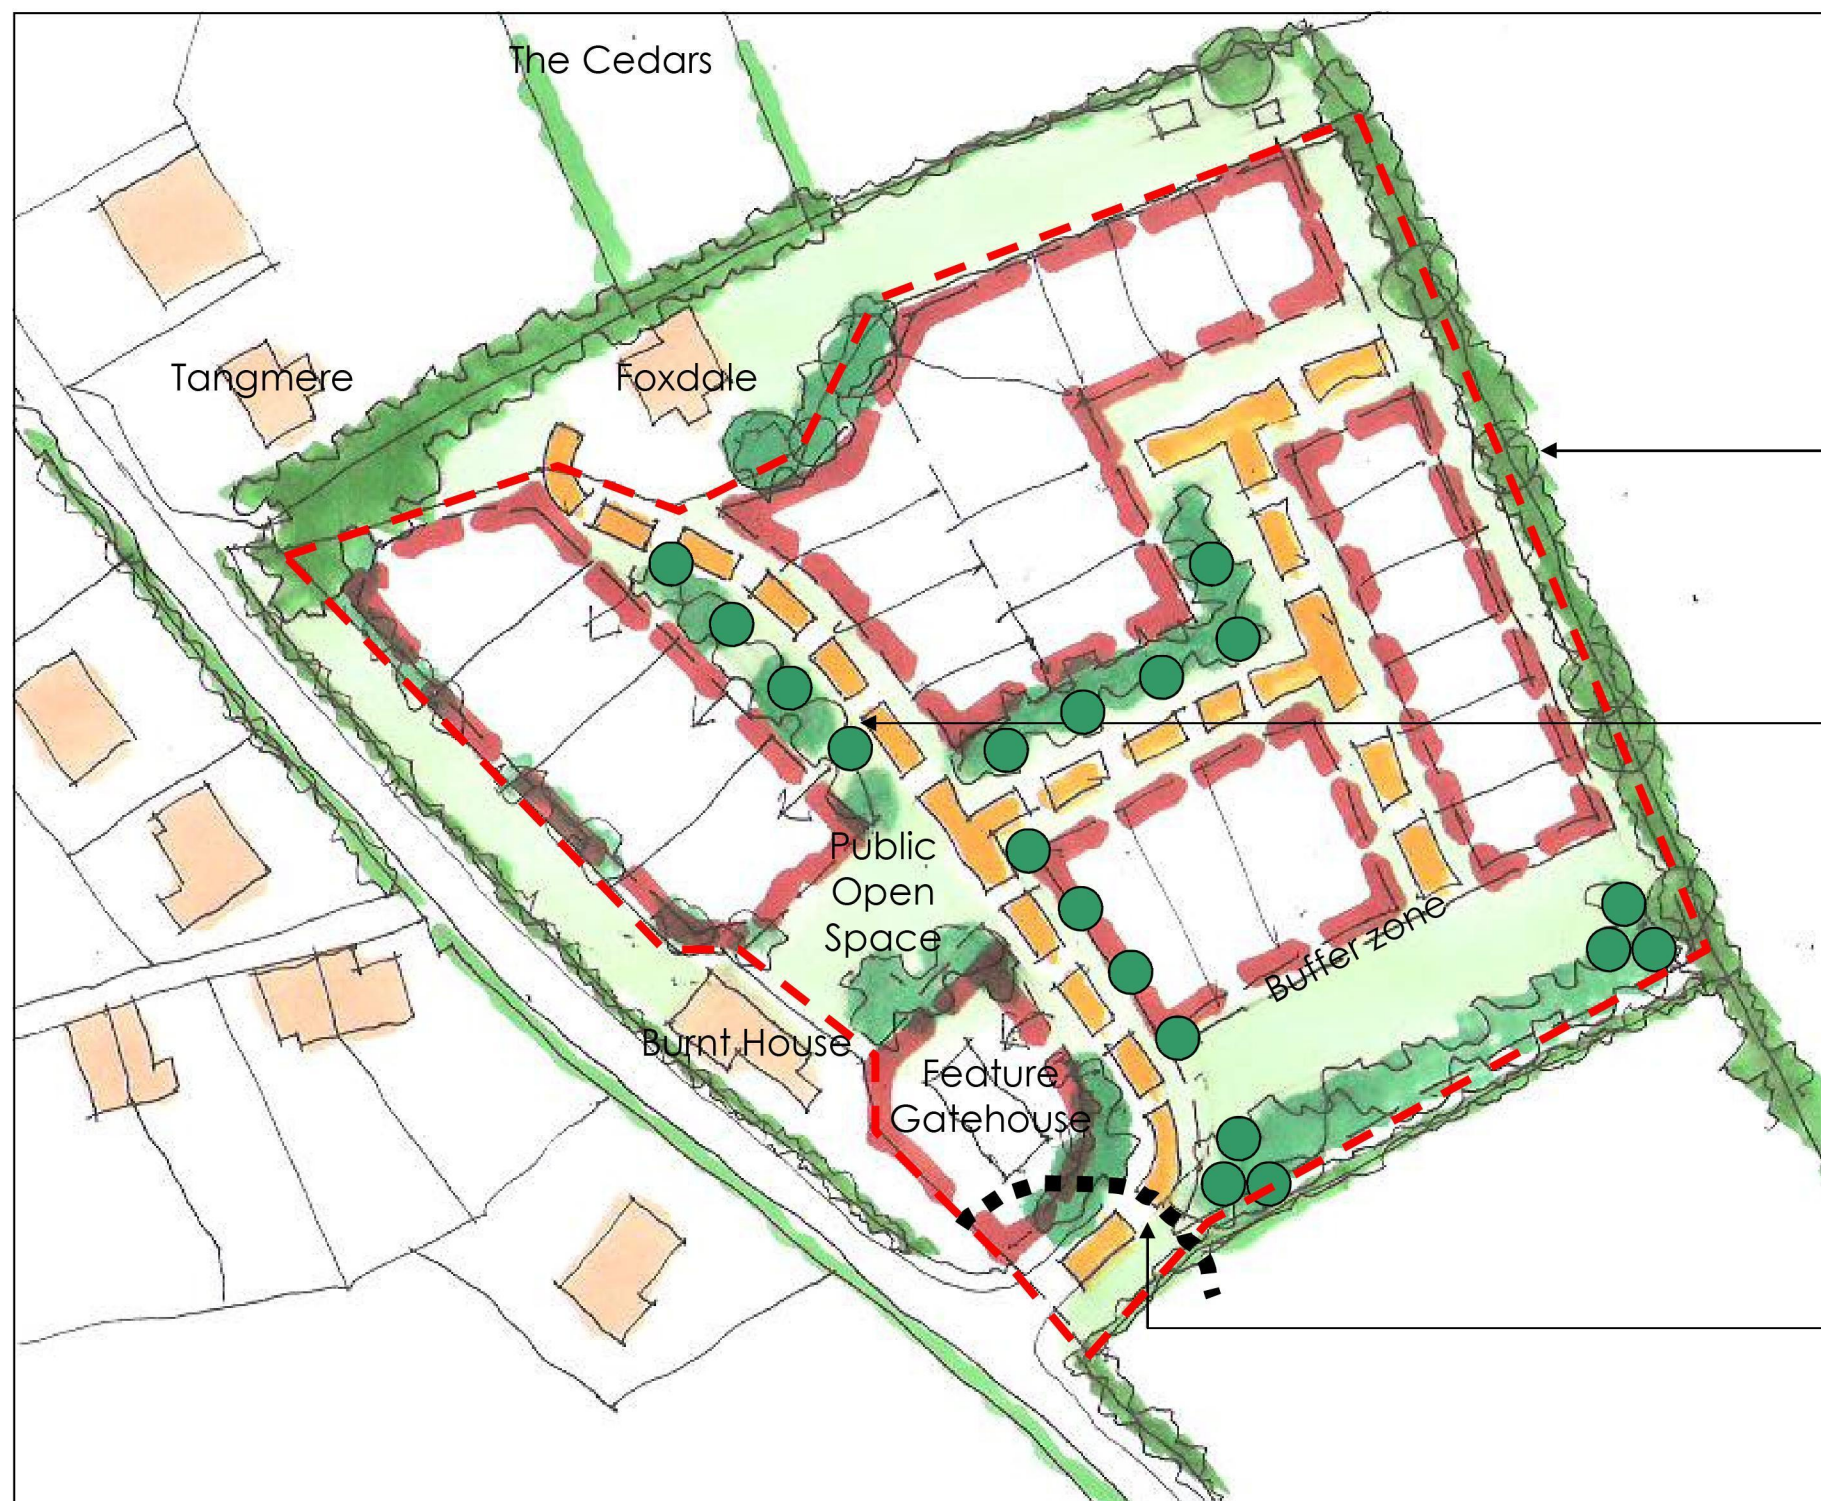 The Cedars
Tangmere
Foxdale
Public
Open
Space
Buffer zone
Burnt House
Feature
Gatehouse